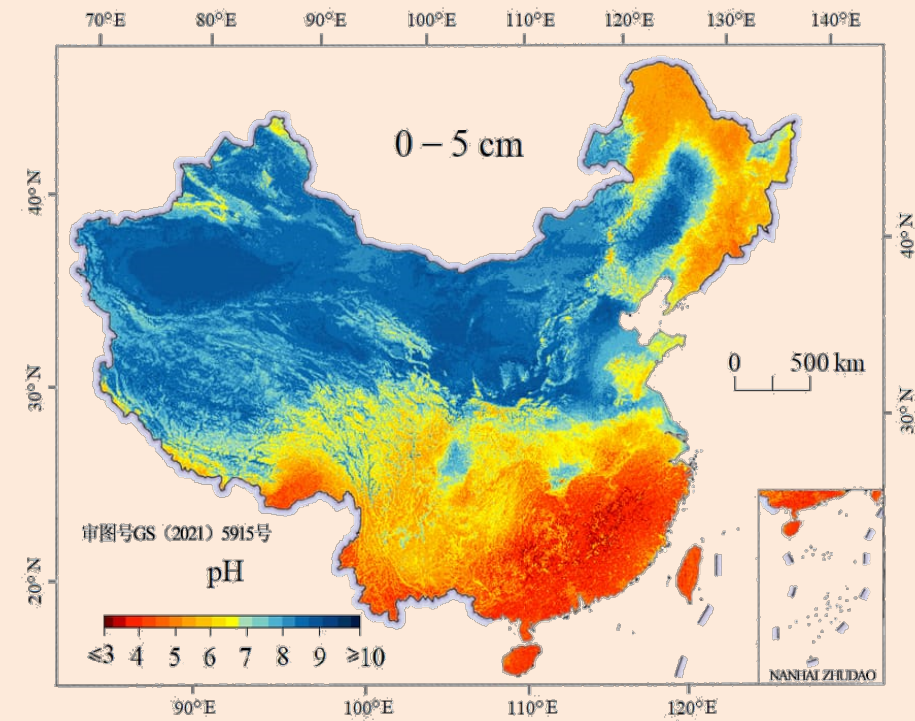 70°E 80°E 90°E 100°E 110°E 120°E 130°E 140°E
0 – 5 cm
40°N
40°N
0 500 km
30°N
30°N
审图号GS（2021）5915号
pH
20°N
⩽3 4 5 6 7 8 9 ⩾10
NANHAI ZHUDAO
90°E 100°E 110°E 120°E